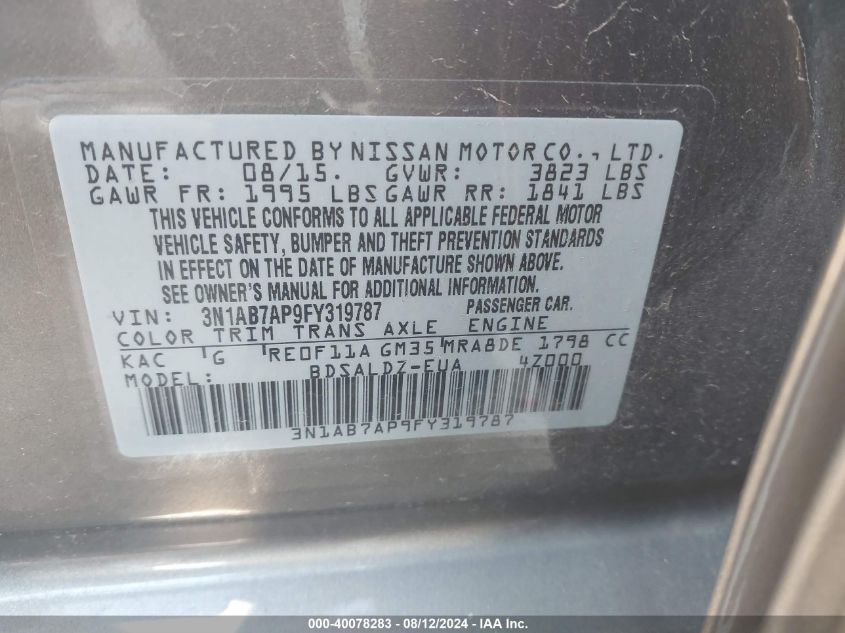 MANUFACTURED BY NISSAN MOTOR CO., LTD.
DATE: 08/15. GVWR: 3823 LBS
GAWR FR: 1995 LBS GAWR RR: 1841 LBS
THIS VEHICLE CONFORMS TO ALL APPLICABLE FEDERAL MOTOR
VEHICLE SAFETY, BUMPER AND THEFT PREVENTION STANDARDS
IN EFFECT ON THE DATE OF MANUFACTURE SHOWN ABOVE.
SEE OWNER'S MANUAL FOR ADDITIONAL INFORMATION.
VIN: 3N1AB7AP9FY319787 PASSENGER CAR.
COLOR TRIM TRANS AXLE ENGINE
KAC G RE0F11A GM35 MRA8DE 1798 CC
MODEL: BDSALDZ-EUA 4Z000
3N1AB7AP9FY319787
000-40078283 - 08/12/2024 - IAA Inc.